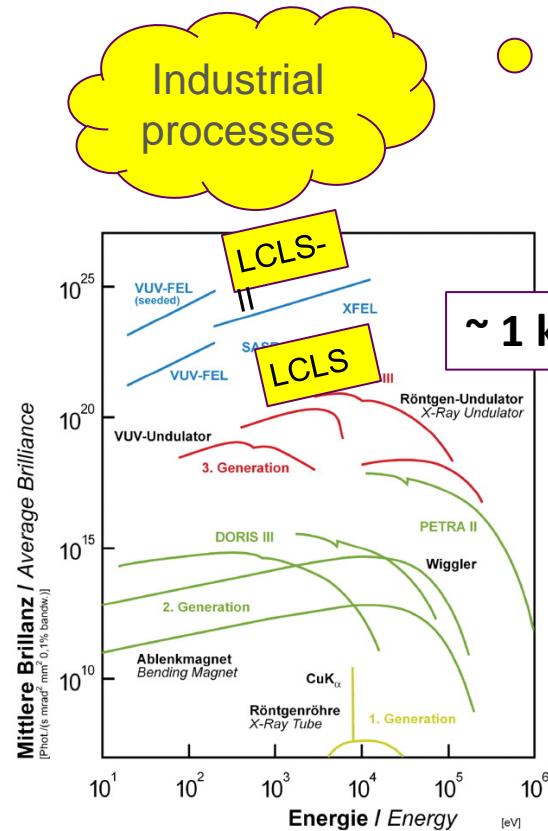 Industrial
processes
LCLS-
II
10^25
VUV-FEL
(seeded)
XFEL
~ 1 k
SAS
VUV-FEL
LCLS
III
10^20
Röntgen-Undulator
X-Ray Undulator
VUV-Undulator
3. Generation
PETRA II
10^15
DORIS III
Wiggler
2. Generation
10^10
Ablenkmagnet
Bending Magnet
CuKα
Röntgenröhre
X-Ray Tube
1. Generation
Mittlere Brillanz / Average Brilliance
[Phot./(s mrad² mm² 0,1% bandw.)]
10^1 10^2 10^3 10^4 10^5 10^6
Energie / Energy [eV]